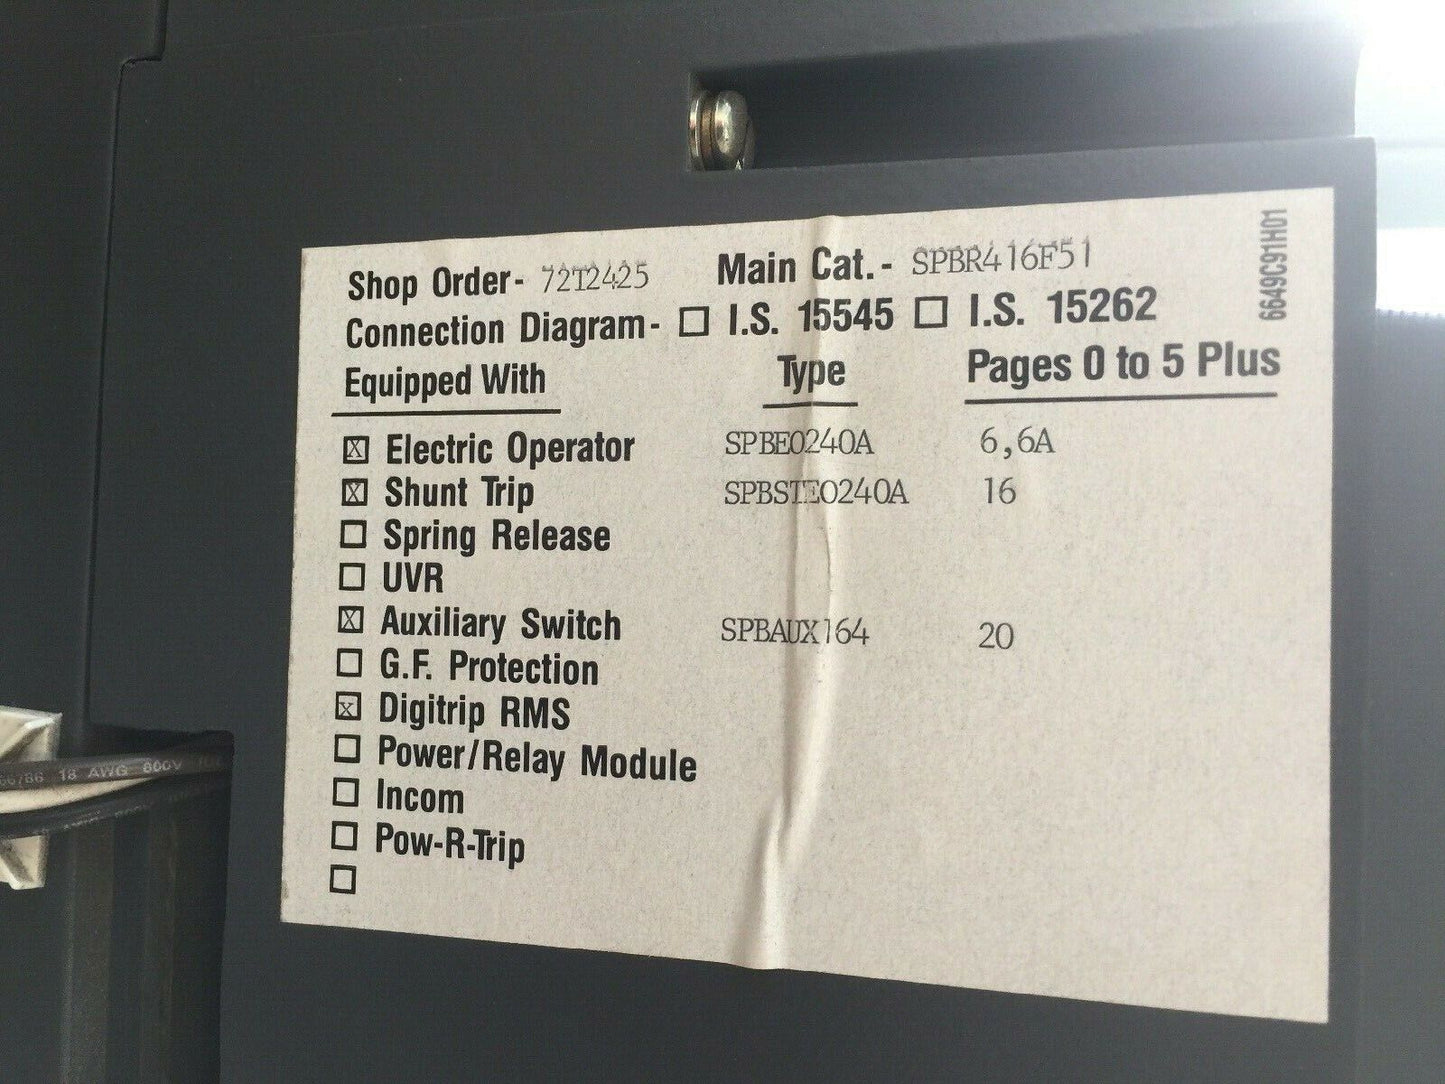 Shop Order- 72T2425 Main Cat.- SPBR416F51
Connection Diagram- ☐ I.S. 15545 ☐ I.S. 15262
Equipped With Type Pages 0 to 5 Plus
☒ Electric Operator SPBEO240A 6,6A
☒ Shunt Trip SPBSTEO240A 16
☐ Spring Release
☐ UVR
☒ Auxiliary Switch SPBAUX164 20
☐ G.F. Protection
☒ Digitrip RMS
☐ Power/Relay Module
☐ Incom
☐ Pow-R-Trip
☐
6649C91H01
18 AWG 600V